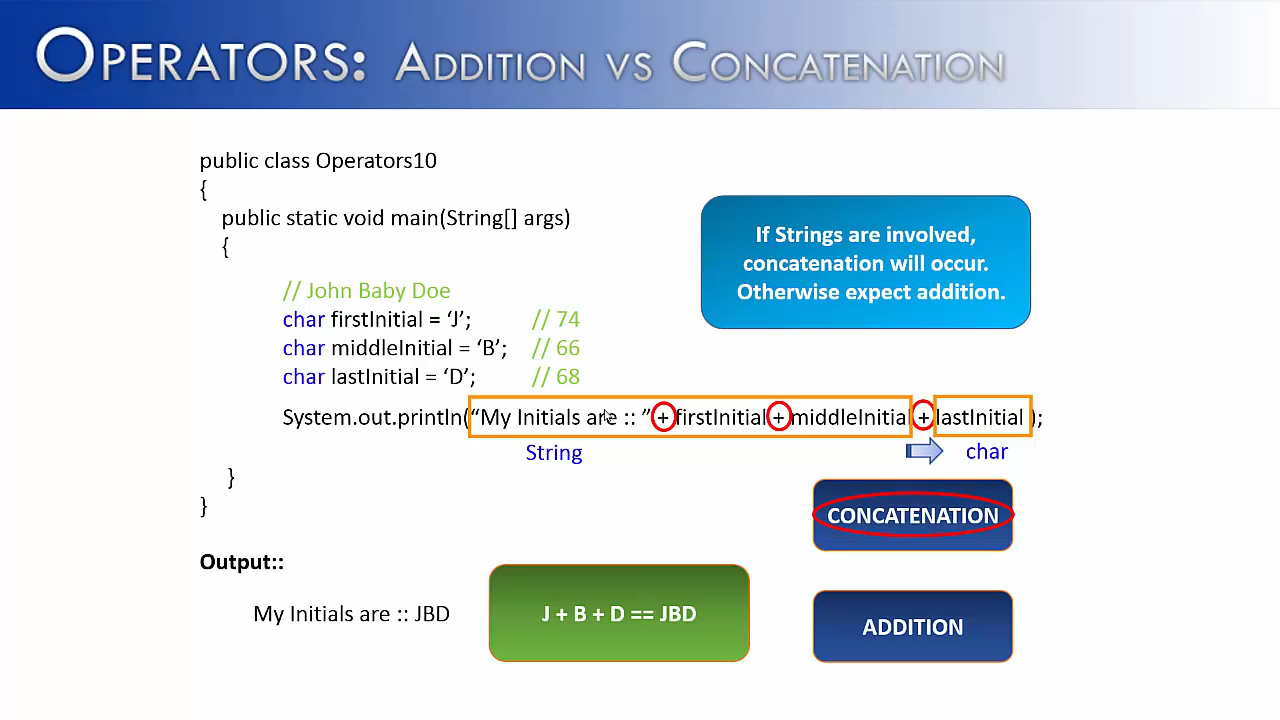 OPERATORS: ADDITION VS CONCATENATION
public class Operators10
{
public static void main(String[] args)
{
If Strings are involved,
concatenation will occur.
Otherwise expect addition.
// John Baby Doe
char firstInitial = ‘J’; // 74
char middleInitial = ‘B’; // 66
char lastInitial = ‘D’; // 68
System.out.println(“My Initials are :: ” + firstInitial + middleInitial + lastInitial );
String
char
}
}
CONCATENATION
Output::
My Initials are :: JBD
J + B + D == JBD
ADDITION